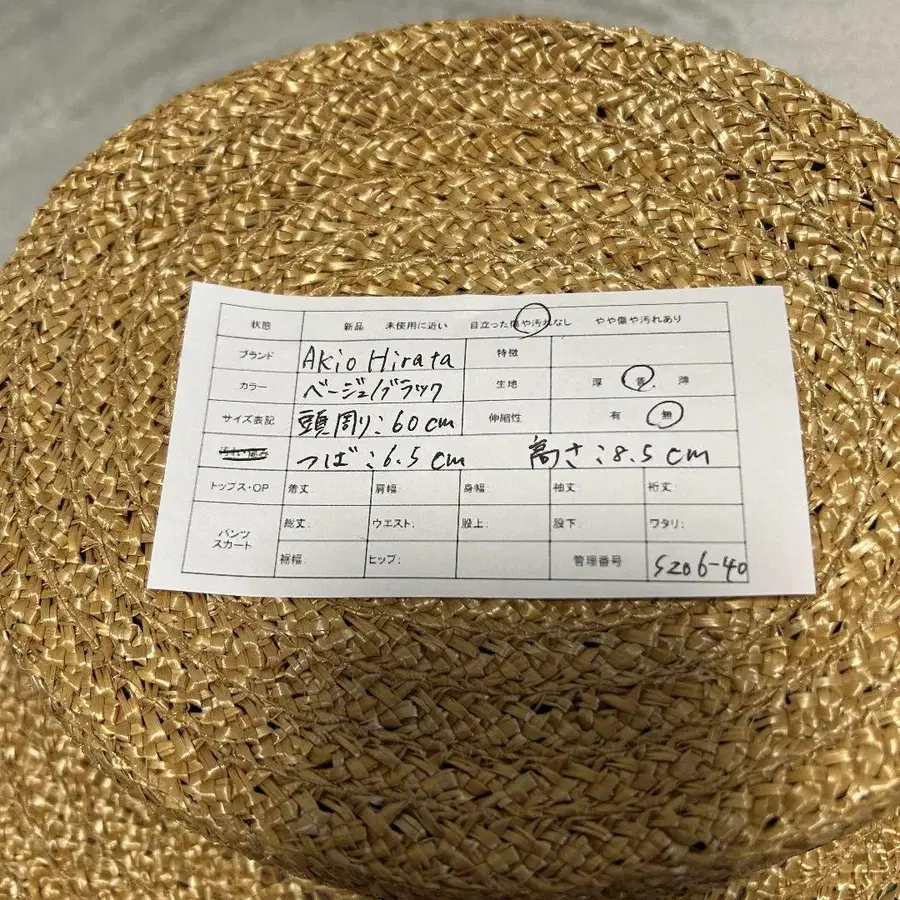 状態 新品 未使用に近い 目立った傷や汚れなし やや傷や汚れあり
ブランド Akio Hirata 特徴
カラー ベージュ/ブラック 生地 厚 普 薄
サイズ表記 頭周り:60cm 伸縮性 有 無
つば:6.5cm 高さ:8.5cm
トップス・OP 着丈: 肩幅: 身幅: 袖丈: 裄丈:
パンツ スカート 総丈: ウエスト: 股上: 股下: ワタリ:
裾幅: ヒップ: 管理番号 S206-40